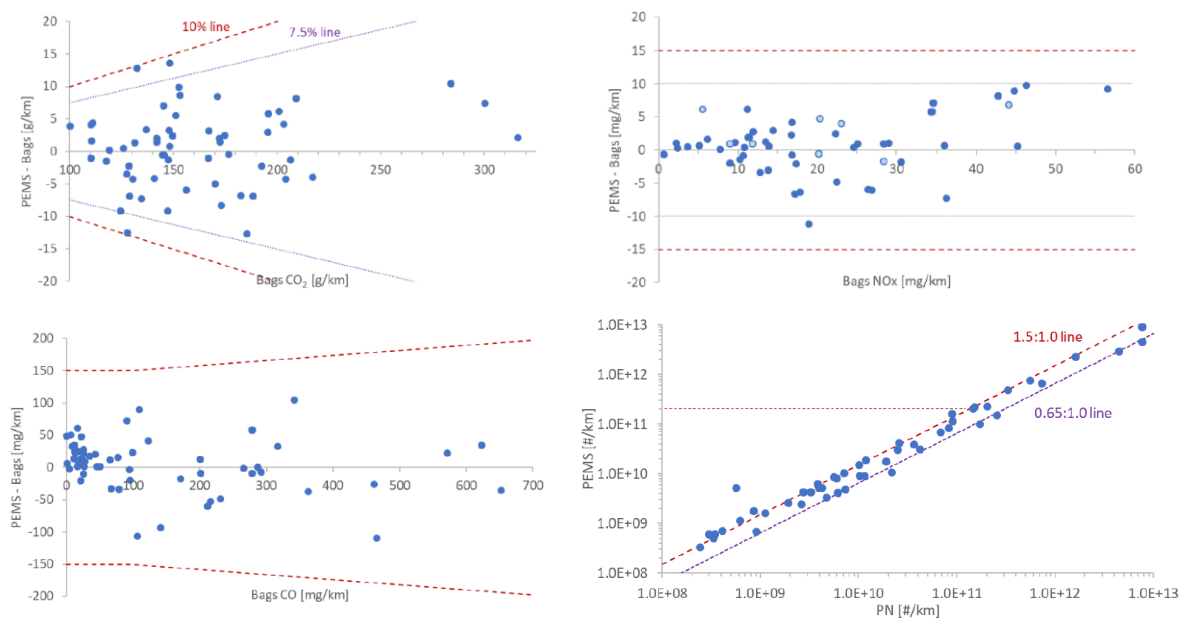 20
15
10
5
0
-5
-10
-15
-20
PEMS - Bags [g/km]
10% line
7.5% line
100
150
200
250
300
Bags CO2 [g/km]
20
15
10
5
0
-5
-10
-15
-20
PEMS - Bags [mg/km]
0
10
20
30
40
50
60
Bags NOx [mg/km]
200
150
100
50
0
-50
-100
-150
-200
PEMS - Bags [mg/km]
0
100
200
300
400
500
600
700
Bags CO [mg/km]
1.0E+13
1.0E+12
1.0E+11
1.0E+10
1.0E+09
1.0E+08
PEMS [#/km]
1.5:1.0 line
0.65:1.0 line
1.0E+08
1.0E+09
1.0E+10
1.0E+11
1.0E+12
1.0E+13
PN [#/km]